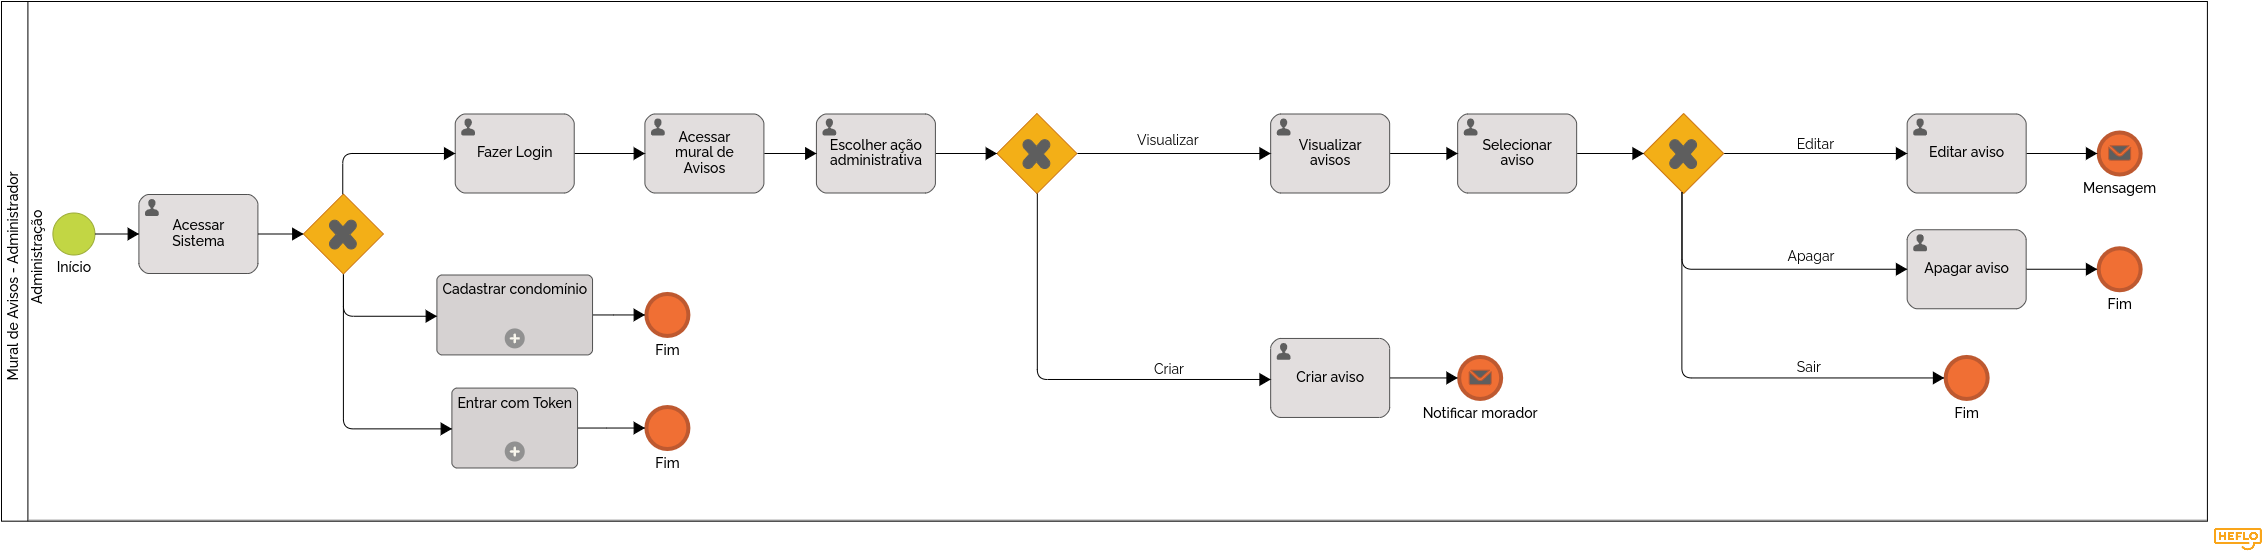 Mural de Avisos - Administrador
Administração
Início
Acessar
Sistema
Fazer Login
Acessar
mural de
Avisos
Escolher ação
administrativa
Visualizar
Visualizar
avisos
Selecionar
aviso
Editar
Editar aviso
Mensagem
Apagar
Apagar aviso
Fim
Sair
Fim
Criar
Criar aviso
Notificar morador
Cadastrar condomínio
Fim
Entrar com Token
Fim
HEFLO